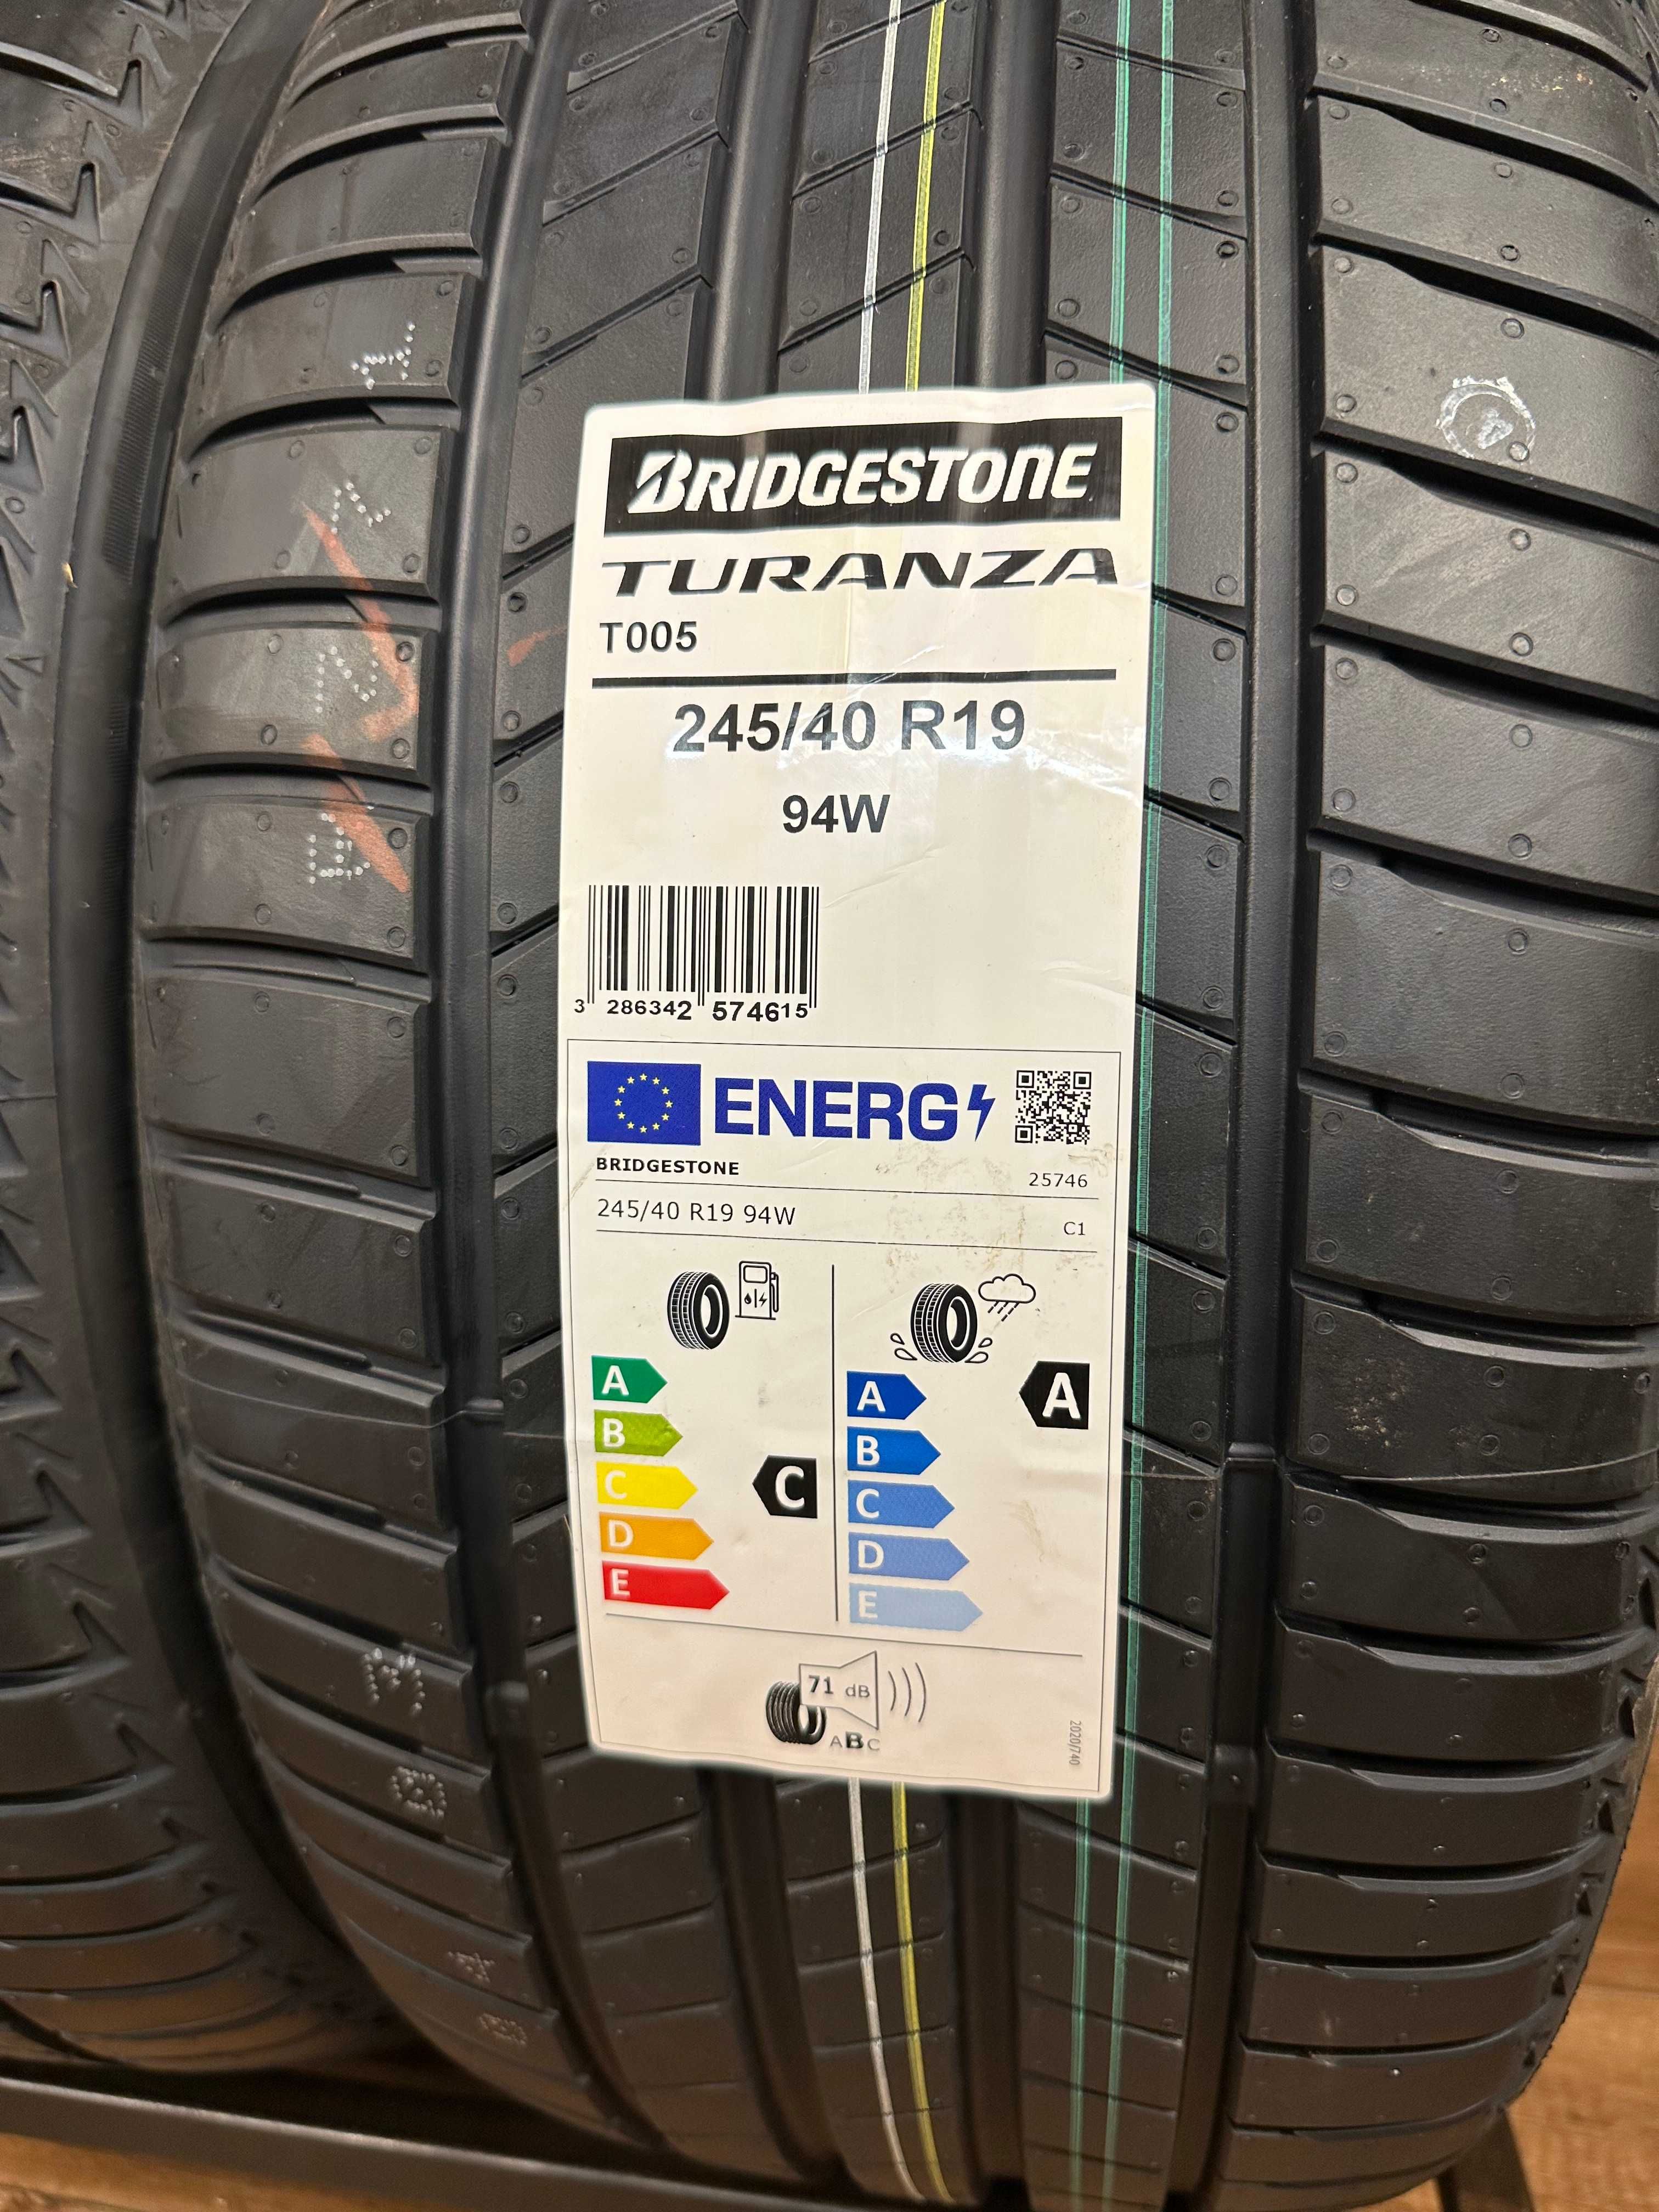 BRIDGESTONE
TURANZA
T005
245/40 R19
94W
3 286342 574615
ENERG
BRIDGESTONE 25746
245/40 R19 94W C1
A A A
B B
C C C
D D
E E
71 dB
ABC
2020/740